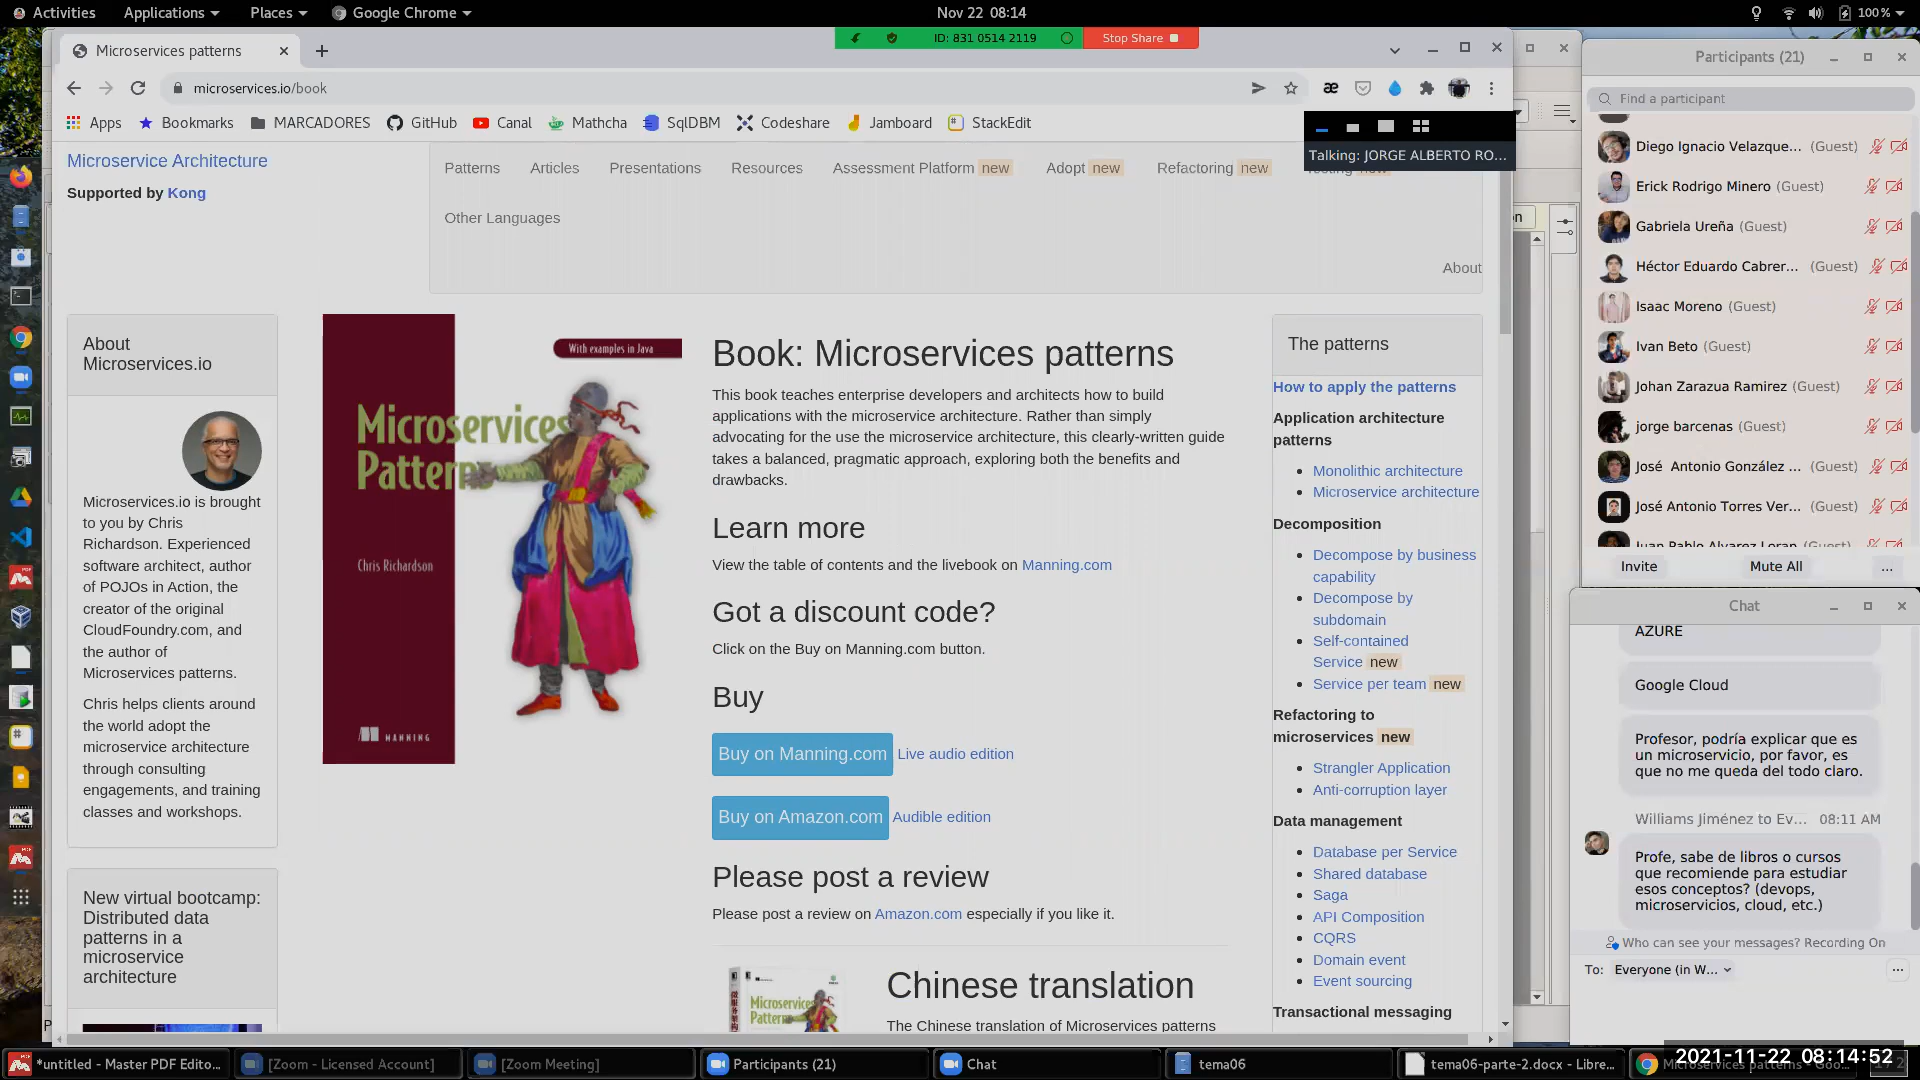 Activities
Applications
Places
Google Chrome
Nov 22 08:14
100%
Microservices patterns
ID: 831 0514 2119
Stop Share
microservices.io/book
Apps
Bookmarks
MARCADORES
GitHub
Canal
Mathcha
SqlDBM
Codeshare
Jamboard
StackEdit
Talking: JORGE ALBERTO RO...
Microservice Architecture
Supported by Kong
Patterns
Articles
Presentations
Resources
Assessment Platform new
Adopt new
Refactoring new
Other Languages
About
About
Microservices.io
Microservices.io is brought
to you by Chris
Richardson. Experienced
software architect, author
of POJOs in Action, the
creator of the original
CloudFoundry.com, and
the author of
Microservices patterns.
Chris helps clients around
the world adopt the
microservice architecture
through consulting
engagements, and training
classes and workshops.
New virtual bootcamp:
Distributed data
patterns in a
microservice
architecture
With examples in Java
Microservices
Patterns
Chris Richardson
MANNING
Book: Microservices patterns
This book teaches enterprise developers and architects how to build
applications with the microservice architecture. Rather than simply
advocating for the use the microservice architecture, this clearly-written guide
takes a balanced, pragmatic approach, exploring both the benefits and
drawbacks.
Learn more
View the table of contents and the livebook on Manning.com
Got a discount code?
Click on the Buy on Manning.com button.
Buy
Buy on Manning.com Live audio edition
Buy on Amazon.com Audible edition
Please post a review
Please post a review on Amazon.com especially if you like it.
Chinese translation
The Chinese translation of Microservices patterns
The patterns
How to apply the patterns
Application architecture
patterns
Monolithic architecture
Microservice architecture
Decomposition
Decompose by business
capability
Decompose by
subdomain
Self-contained
Service new
Service per team new
Refactoring to
microservices new
Strangler Application
Anti-corruption layer
Data management
Database per Service
Shared database
Saga
API Composition
CQRS
Domain event
Event sourcing
Transactional messaging
Participants (21)
Find a participant
Diego Ignacio Velazque... (Guest)
Erick Rodrigo Minero (Guest)
Gabriela Ureña (Guest)
Héctor Eduardo Cabrer... (Guest)
Isaac Moreno (Guest)
Ivan Beto (Guest)
Johan Zarazua Ramirez (Guest)
jorge barcenas (Guest)
José Antonio González ... (Guest)
José Antonio Torres Ver... (Guest)
Juan Pablo Alvarez Loran (Guest)
Invite
Mute All
...
Chat
AZURE
Google Cloud
Profesor, podría explicar que es
un microservicio, por favor, es
que no me queda del todo claro.
Williams Jiménez to Ev... 08:11 AM
Profe, sabe de libros o cursos
que recomiende para estudiar
esos conceptos? (devops,
microservicios, cloud, etc.)
Who can see your messages? Recording On
To: Everyone (in W...
*untitled - Master PDF Edito...
[Zoom - Licensed Account]
[Zoom Meeting]
Participants (21)
Chat
tema06
tema06-parte-2.docx - Libre...
Microservices patterns - Goo...
2021-11-22 08:14:52